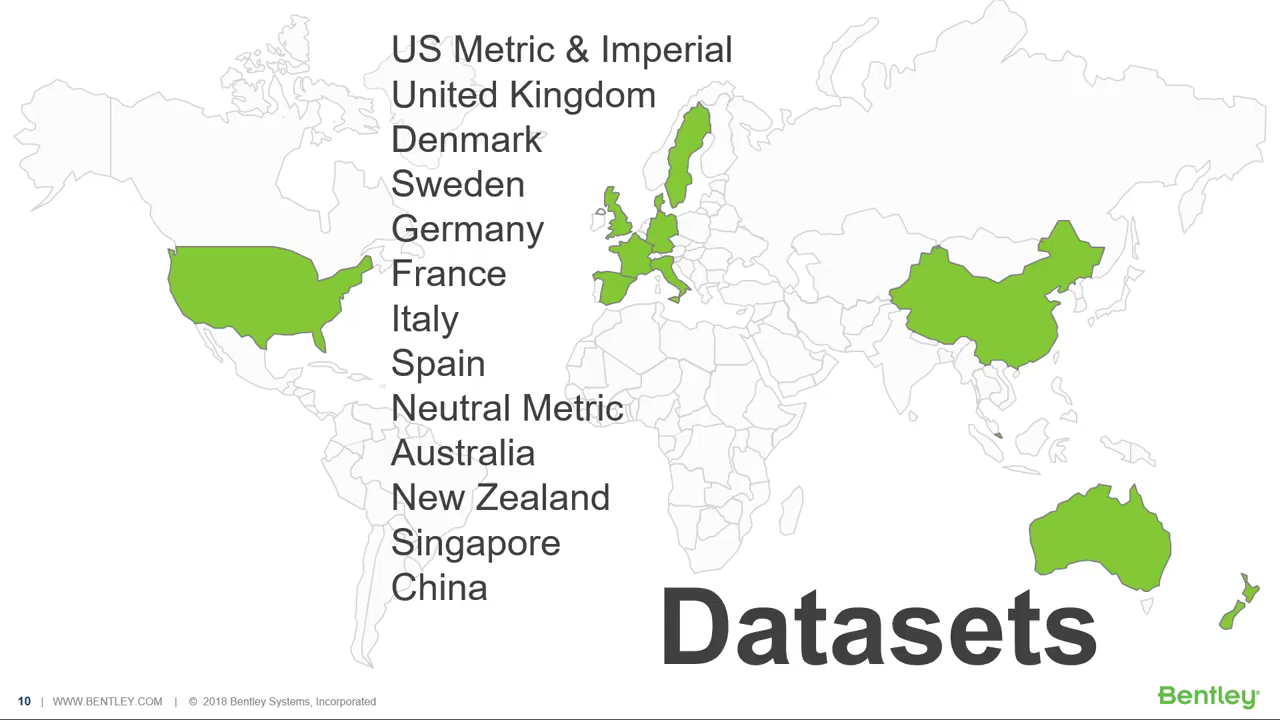 US Metric & Imperial
United Kingdom
Denmark
Sweden
Germany
France
Italy
Spain
Neutral Metric
Australia
New Zealand
Singapore
China
Datasets
10 | WWW.BENTLEY.COM | © 2018 Bentley Systems, Incorporated
Bentley®